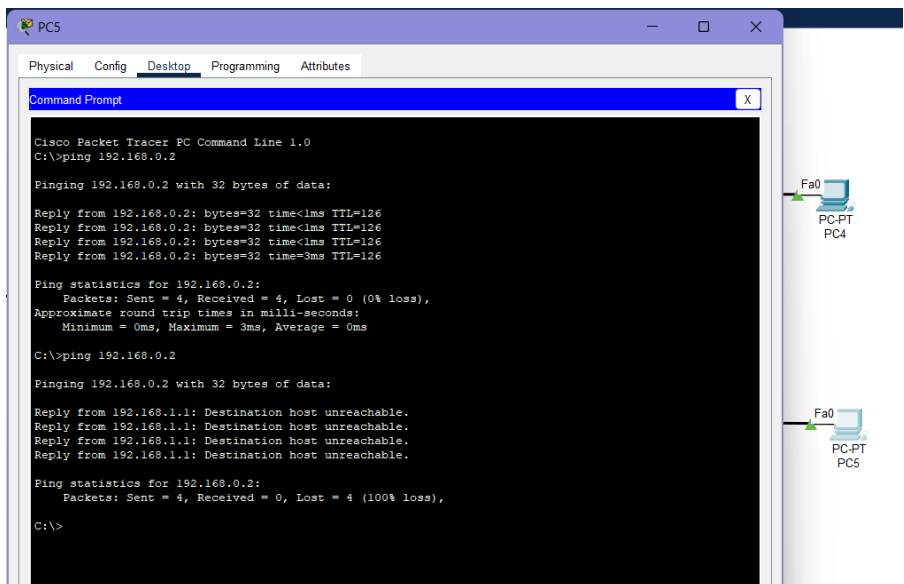 PC5
Physical Config Desktop Programming Attributes
Command Prompt
X
Cisco Packet Tracer PC Command Line 1.0
C:\>ping 192.168.0.2
Pinging 192.168.0.2 with 32 bytes of data:
Reply from 192.168.0.2: bytes=32 time<1ms TTL=126
Reply from 192.168.0.2: bytes=32 time<1ms TTL=126
Reply from 192.168.0.2: bytes=32 time<1ms TTL=126
Reply from 192.168.0.2: bytes=32 time=3ms TTL=126
Ping statistics for 192.168.0.2:
    Packets: Sent = 4, Received = 4, Lost = 0 (0% loss),
Approximate round trip times in milli-seconds:
    Minimum = 0ms, Maximum = 3ms, Average = 0ms
C:\>ping 192.168.0.2
Pinging 192.168.0.2 with 32 bytes of data:
Reply from 192.168.1.1: Destination host unreachable.
Reply from 192.168.1.1: Destination host unreachable.
Reply from 192.168.1.1: Destination host unreachable.
Reply from 192.168.1.1: Destination host unreachable.
Ping statistics for 192.168.0.2:
    Packets: Sent = 4, Received = 0, Lost = 4 (100% loss),
C:\>
Fa0
PC-PT
PC4
Fa0
PC-PT
PC5